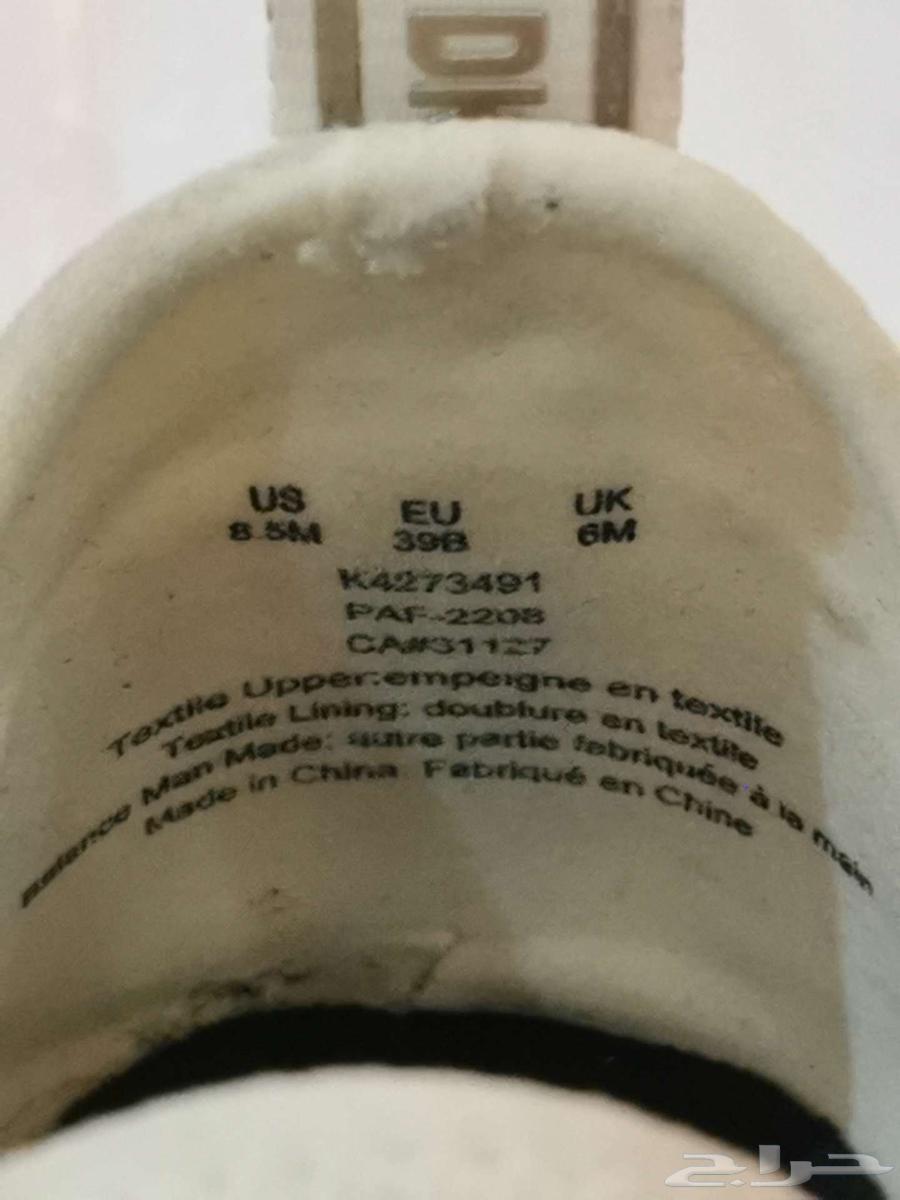 DK
US EU UK
8.5M 39B 6M
K4273491
PAF-2208
CA#31127
Textile Upper:empeigne en textile
Textile Lining: doublure en textile
Balance Man Made: autre partie fabriquée à la main
Made in China Fabriqué en Chine
حراج